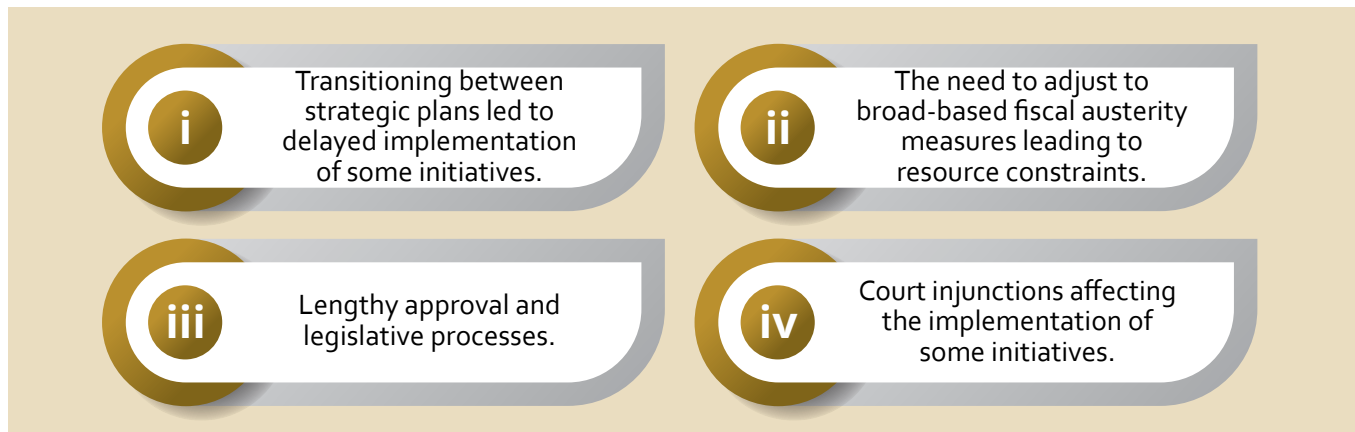 i
Transitioning between
strategic plans led to
delayed implementation
of some initiatives.
ii
The need to adjust to
broad-based fiscal austerity
measures leading to
resource constraints.
iii
Lengthy approval and
legislative processes.
iv
Court injunctions affecting
the implementation of
some initiatives.